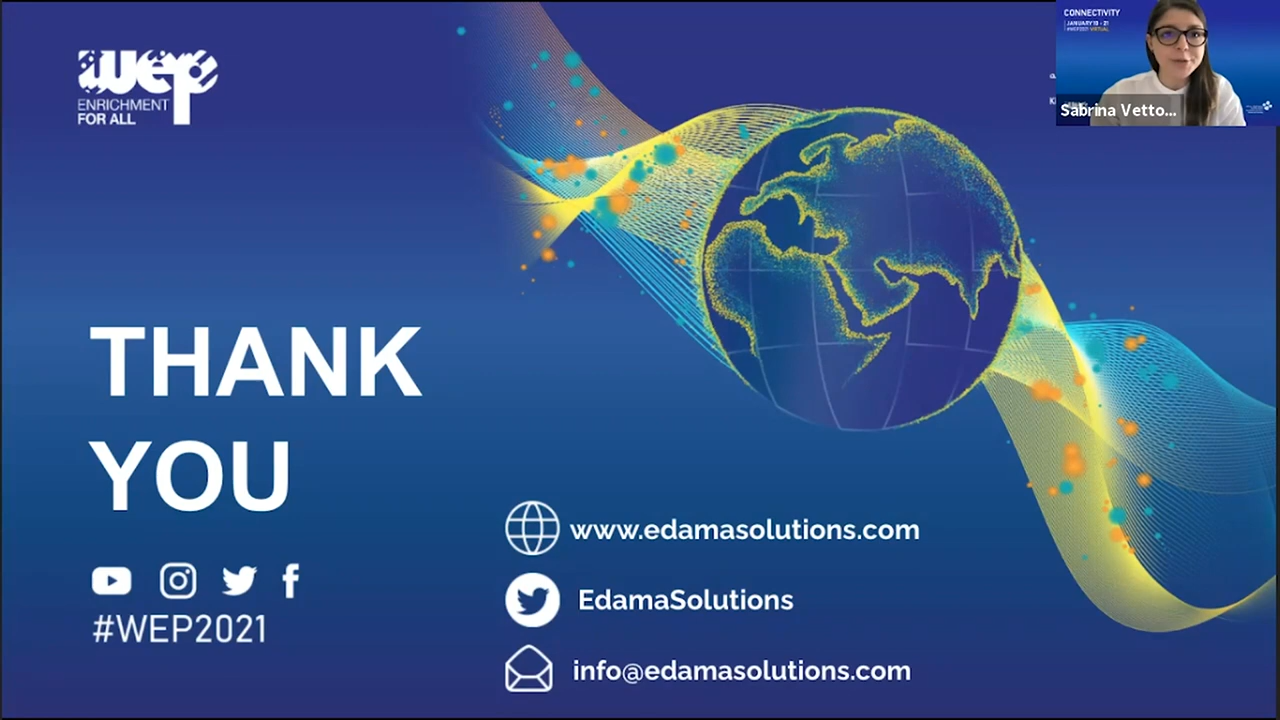 wep
ENRICHMENT
FOR ALL
CONNECTIVITY
JANUARY 10 - 21
#WEP2021 VIRTUAL
Sabrina Vetto...
THANK
YOU
#WEP2021
www.edamasolutions.com
EdamaSolutions
info@edamasolutions.com